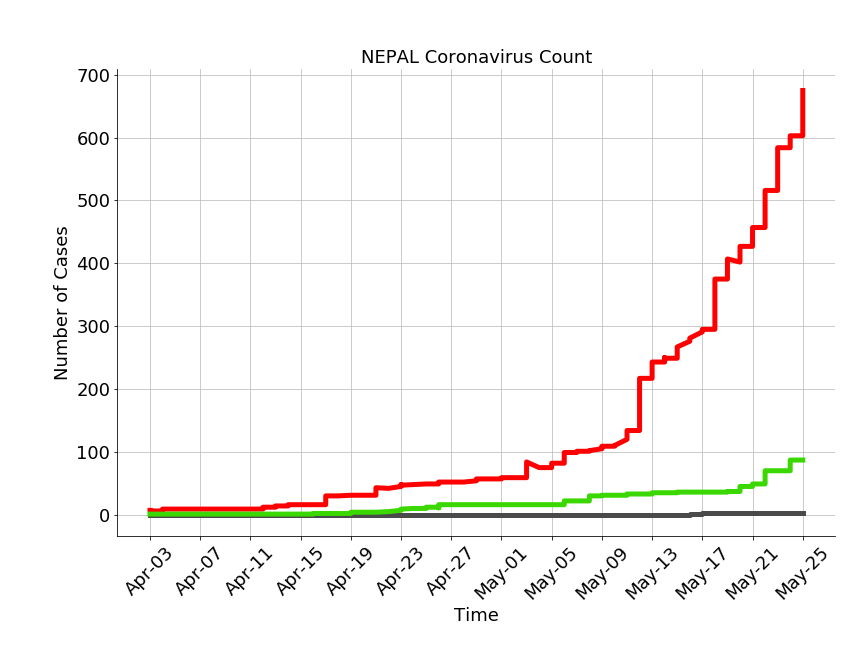 NEPAL Coronavirus Count
700
600
500
400
300
200
100
0
Number of Cases
Apr-03
Apr-07
Apr-11
Apr-15
Apr-19
Apr-23
Apr-27
May-01
May-05
May-09
May-13
May-17
May-21
May-25
Time